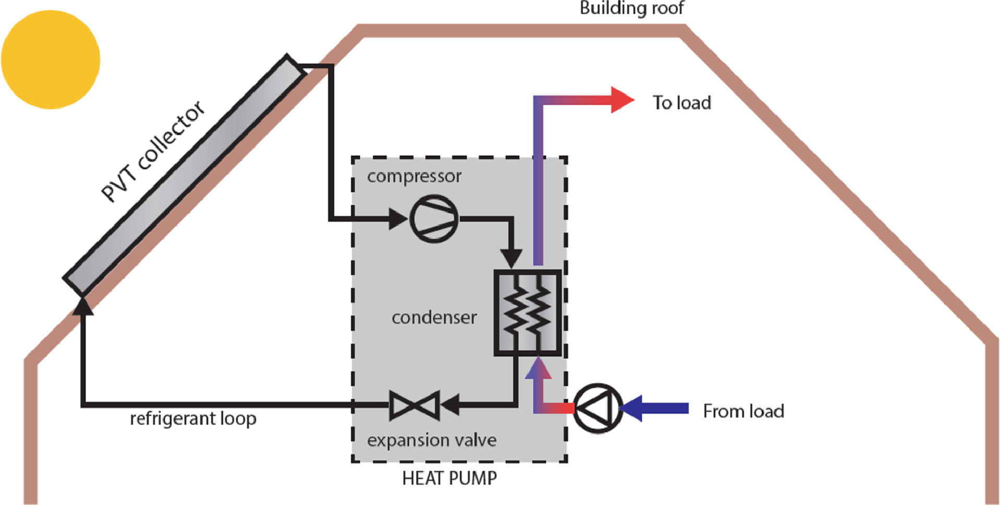 Building roof
PVT collector
To load
compressor
condenser
From load
refrigerant loop
expansion valve
HEAT PUMP